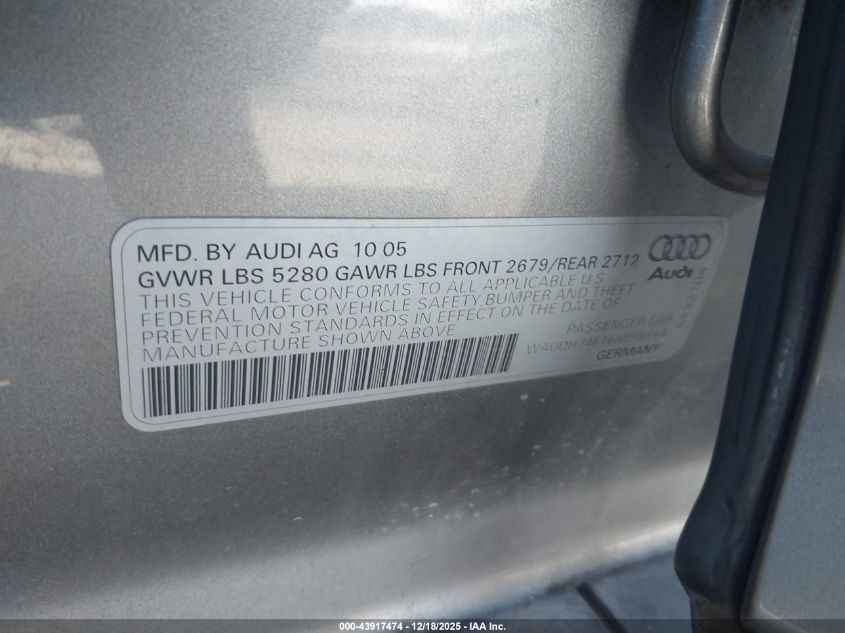 MFD. BY AUDI AG 10 05
GVWR LBS 5280 GAWR LBS FRONT 2679/REAR 2712
THIS VEHICLE CONFORMS TO ALL APPLICABLE U S
FEDERAL MOTOR VEHICLE SAFETY BUMPER AND THEFT
PREVENTION STANDARDS IN EFFECT ON THE DATE OF
MANUFACTURE SHOWN ABOVE
Audi
PASSENGER CAR
GERMANY
00-43917474 | 12/18/2025 | IAA Inc.